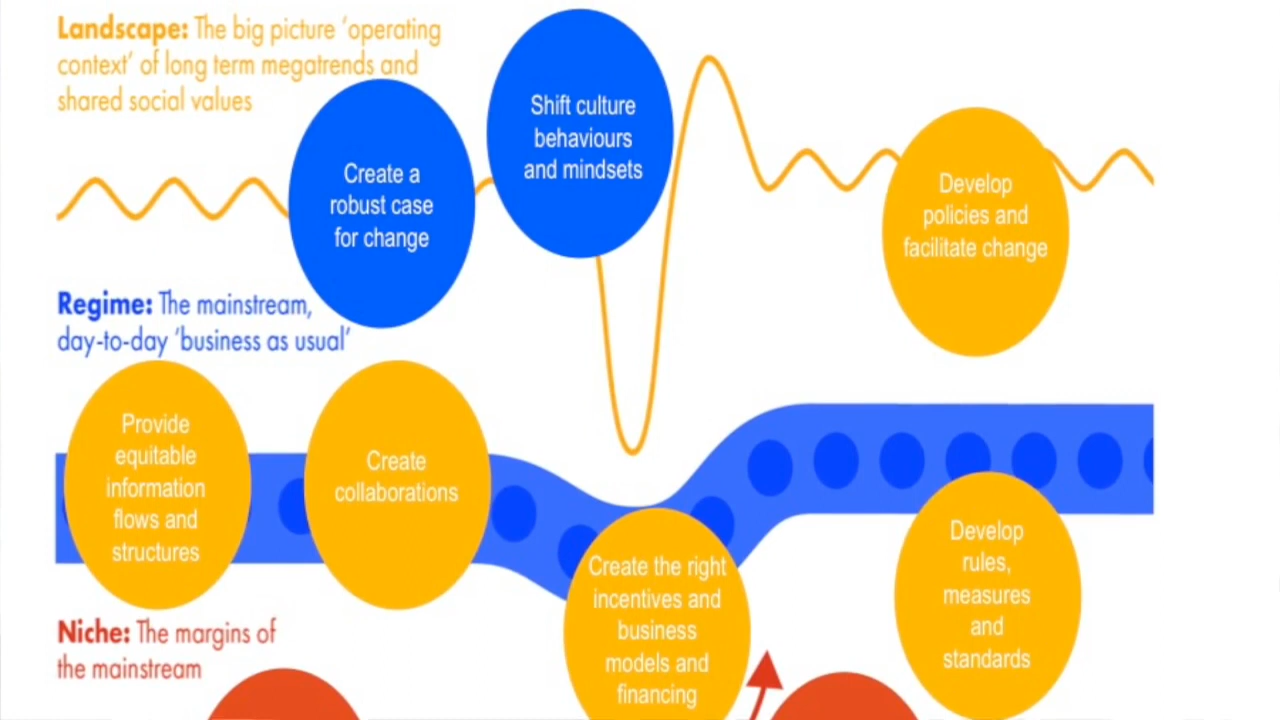 Landscape: The big picture ‘operating
context’ of long term megatrends and
shared social values
Shift culture
behaviours
and mindsets
Create a
robust case
for change
Develop
policies and
facilitate change
Regime: The mainstream,
day-to-day ‘business as usual’
Provide
equitable
information
flows and
structures
Create
collaborations
Create the right
incentives and
business
models and
financing
Develop
rules,
measures
and
standards
Niche: The margins of
the mainstream